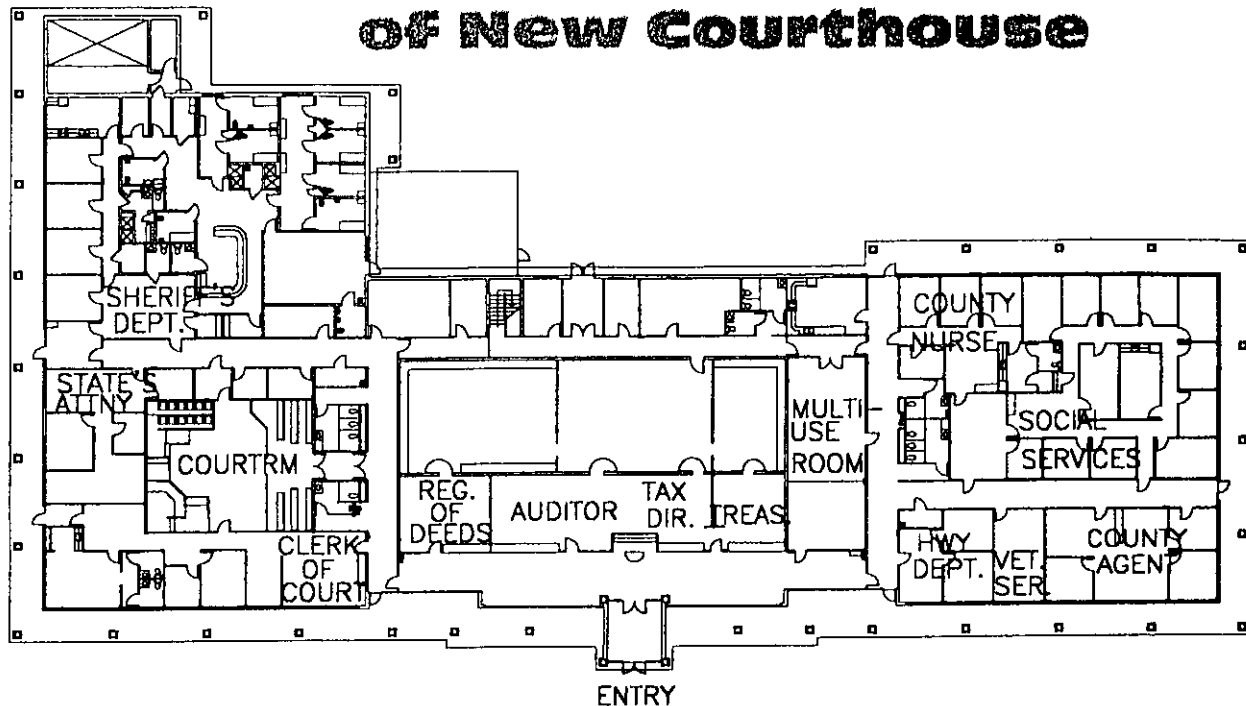 of New Courthouse
SHERIFF'S
DEPT.
STATE'S
ATTNY
COURTRM
CLERK
OF
COURT
REG.
OF
DEEDS
AUDITOR
TAX
DIR.
TREAS
MULTI-
USE
ROOM
COUNTY
NURSE
SOCIAL
SERVICES
HWY
DEPT.
VET.
SER.
COUNTY
AGENT
ENTRY